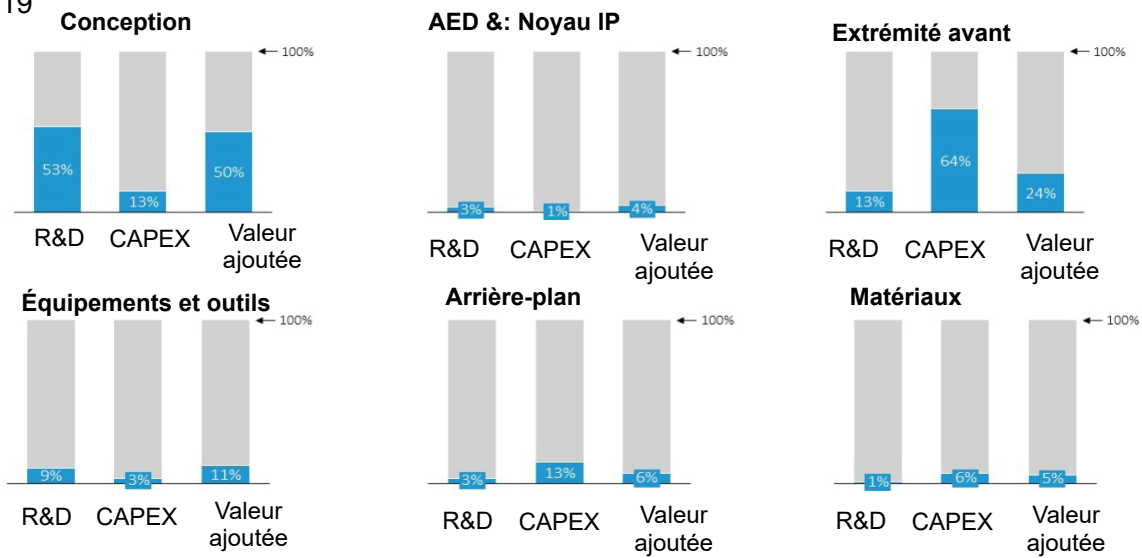 19
Conception
100%
53%
13%
50%
R&D
CAPEX
Valeur
ajoutée
AED &: Noyau IP
100%
3%
1%
4%
R&D
CAPEX
Valeur
ajoutée
Extrémité avant
100%
13%
64%
24%
R&D
CAPEX
Valeur
ajoutée
Équipements et outils
100%
9%
3%
11%
R&D
CAPEX
Valeur
ajoutée
Arrière-plan
100%
3%
13%
6%
R&D
CAPEX
Valeur
ajoutée
Matériaux
100%
1%
6%
5%
R&D
CAPEX
Valeur
ajoutée